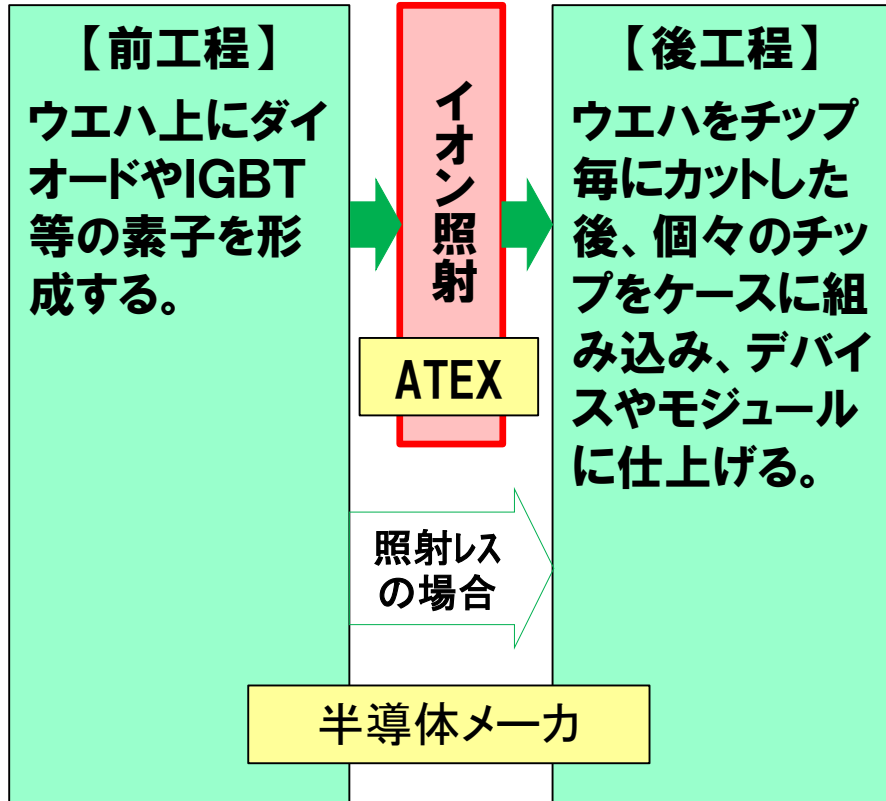 【前工程】
ウエハ上にダイ
オードやIGBT
等の素子を形
成する。
イオン照射
ATEX
照射レス
の場合
【後工程】
ウエハをチップ
毎にカットした
後、個々のチッ
プをケースに組
み込み、デバイ
スやモジュール
に仕上げる。
半導体メーカ